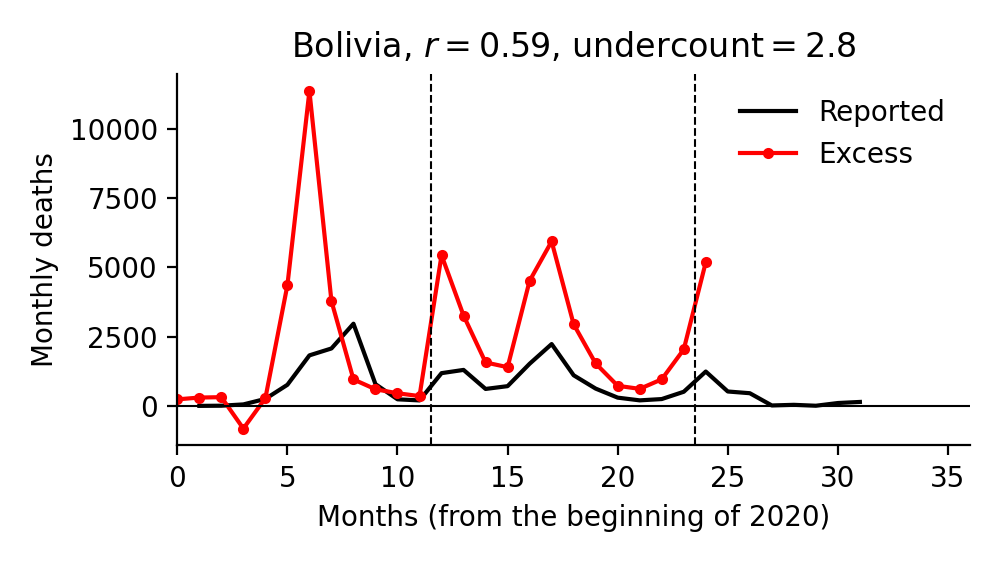 Bolivia, r = 0.59, undercount = 2.8
Reported
Excess
Monthly deaths
10000
7500
5000
2500
0
0 5 10 15 20 25 30 35
Months (from the beginning of 2020)